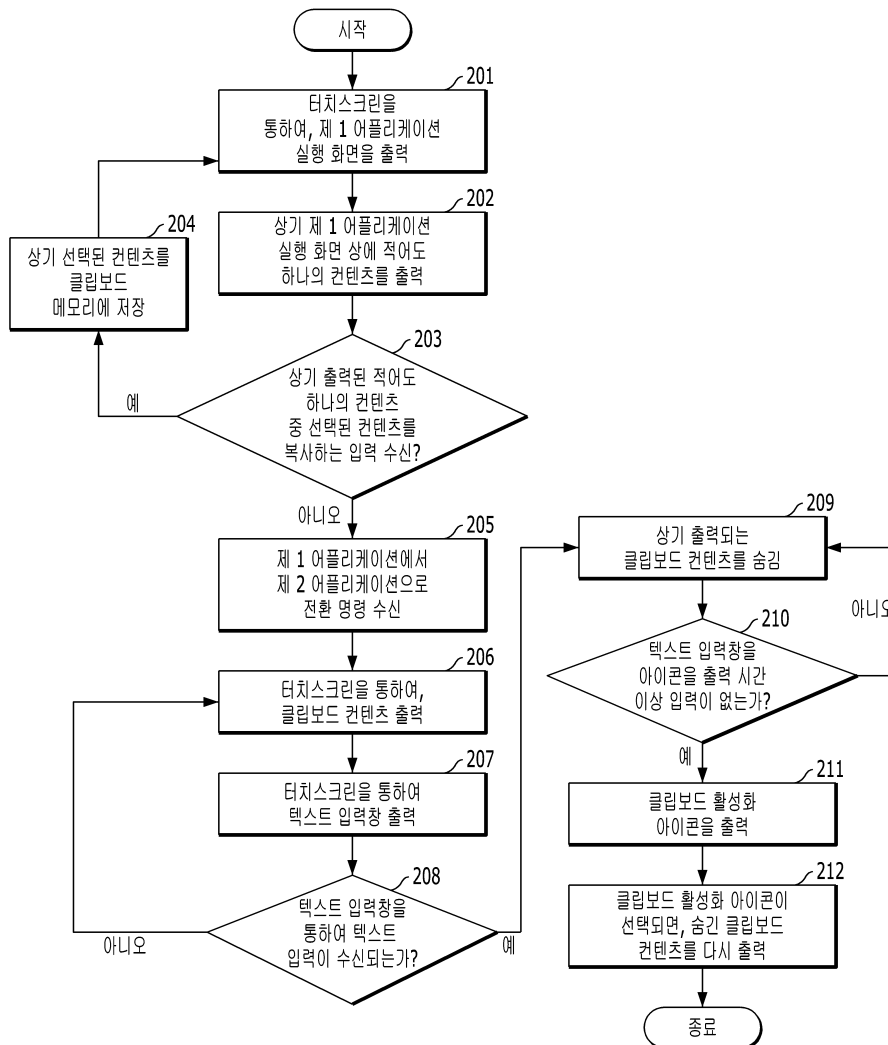 시작
201
터치스크린을
통하여, 제 1 어플리케이션
실행 화면을 출력
202
상기 제 1 어플리케이션
실행 화면 상에 적어도
하나의 컨텐츠를 출력
204
상기 선택된 컨텐츠를
클립보드
메모리에 저장
203
상기 출력된 적어도
하나의 컨텐츠
중 선택된 컨텐츠를
복사하는 입력 수신?
예
아니오
205
제 1 어플리케이션에서
제 2 어플리케이션으로
전환 명령 수신
206
터치스크린을 통하여,
클립보드 컨텐츠 출력
207
터치스크린을 통하여
텍스트 입력창 출력
208
텍스트 입력창을
통하여 텍스트
입력이 수신되는가?
아니오
예
209
상기 출력되는
클립보드 컨텐츠를 숨김
아니오
210
텍스트 입력창을
아이콘을 출력 시간
이상 입력이 없는가?
예
211
클립보드 활성화
아이콘을 출력
212
클립보드 활성화 아이콘이
선택되면, 숨긴 클립보드
컨텐츠를 다시 출력
종료